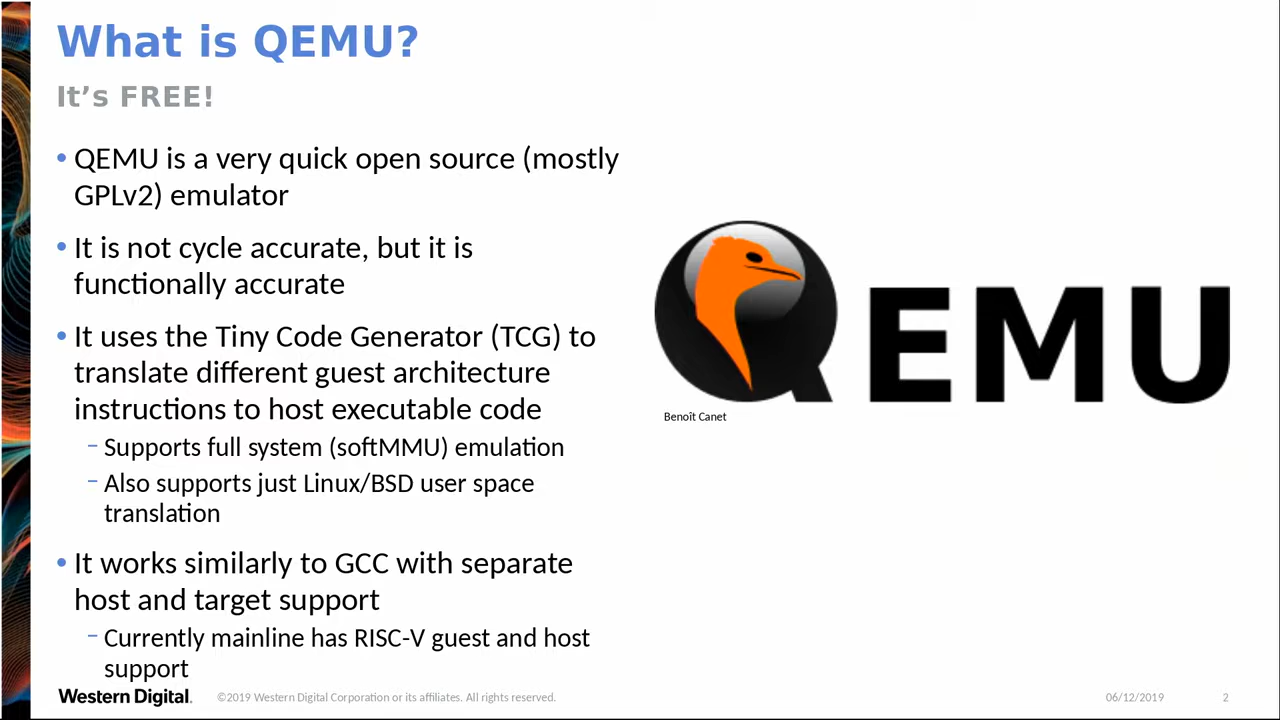 What is QEMU?
It’s FREE!
• QEMU is a very quick open source (mostly
GPLv2) emulator
• It is not cycle accurate, but it is
functionally accurate
• It uses the Tiny Code Generator (TCG) to
translate different guest architecture
instructions to host executable code
– Supports full system (softMMU) emulation
– Also supports just Linux/BSD user space
translation
• It works similarly to GCC with separate
host and target support
– Currently mainline has RISC-V guest and host
support
QEMU
Benoît Canet
Western Digital. ©2019 Western Digital Corporation or its affiliates. All rights reserved. 06/12/2019 2